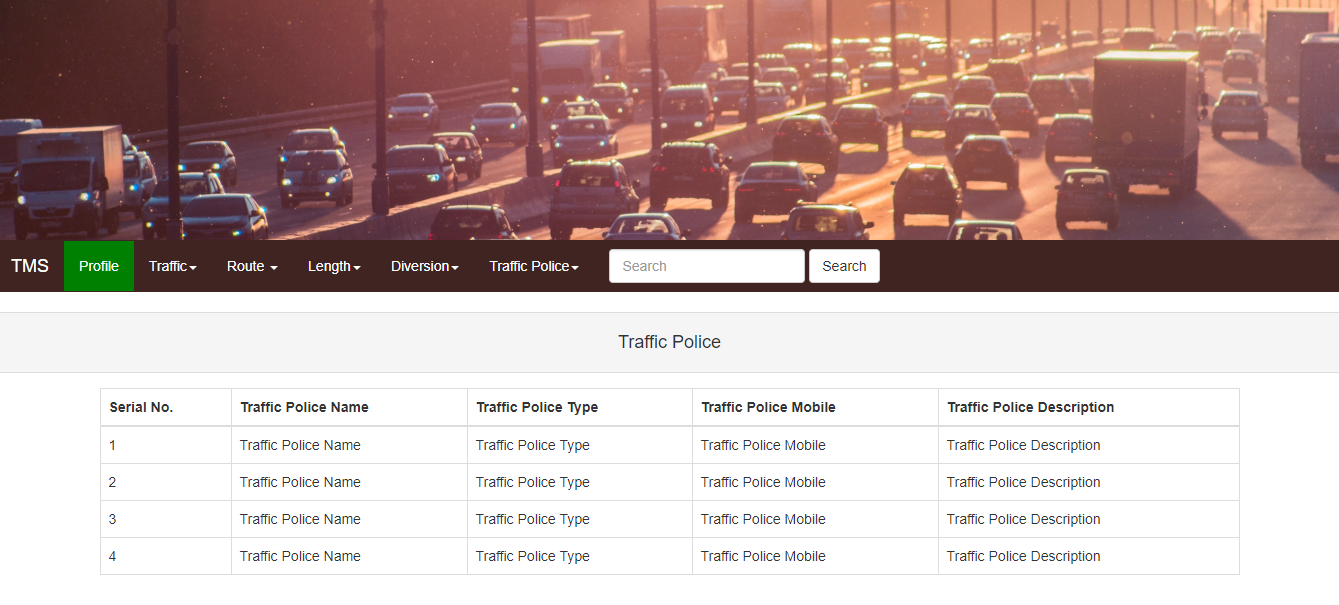 TMS Profile Traffic Route Length Diversion Traffic Police Search Search
Traffic Police
Serial No. Traffic Police Name Traffic Police Type Traffic Police Mobile Traffic Police Description
1 Traffic Police Name Traffic Police Type Traffic Police Mobile Traffic Police Description
2 Traffic Police Name Traffic Police Type Traffic Police Mobile Traffic Police Description
3 Traffic Police Name Traffic Police Type Traffic Police Mobile Traffic Police Description
4 Traffic Police Name Traffic Police Type Traffic Police Mobile Traffic Police Description